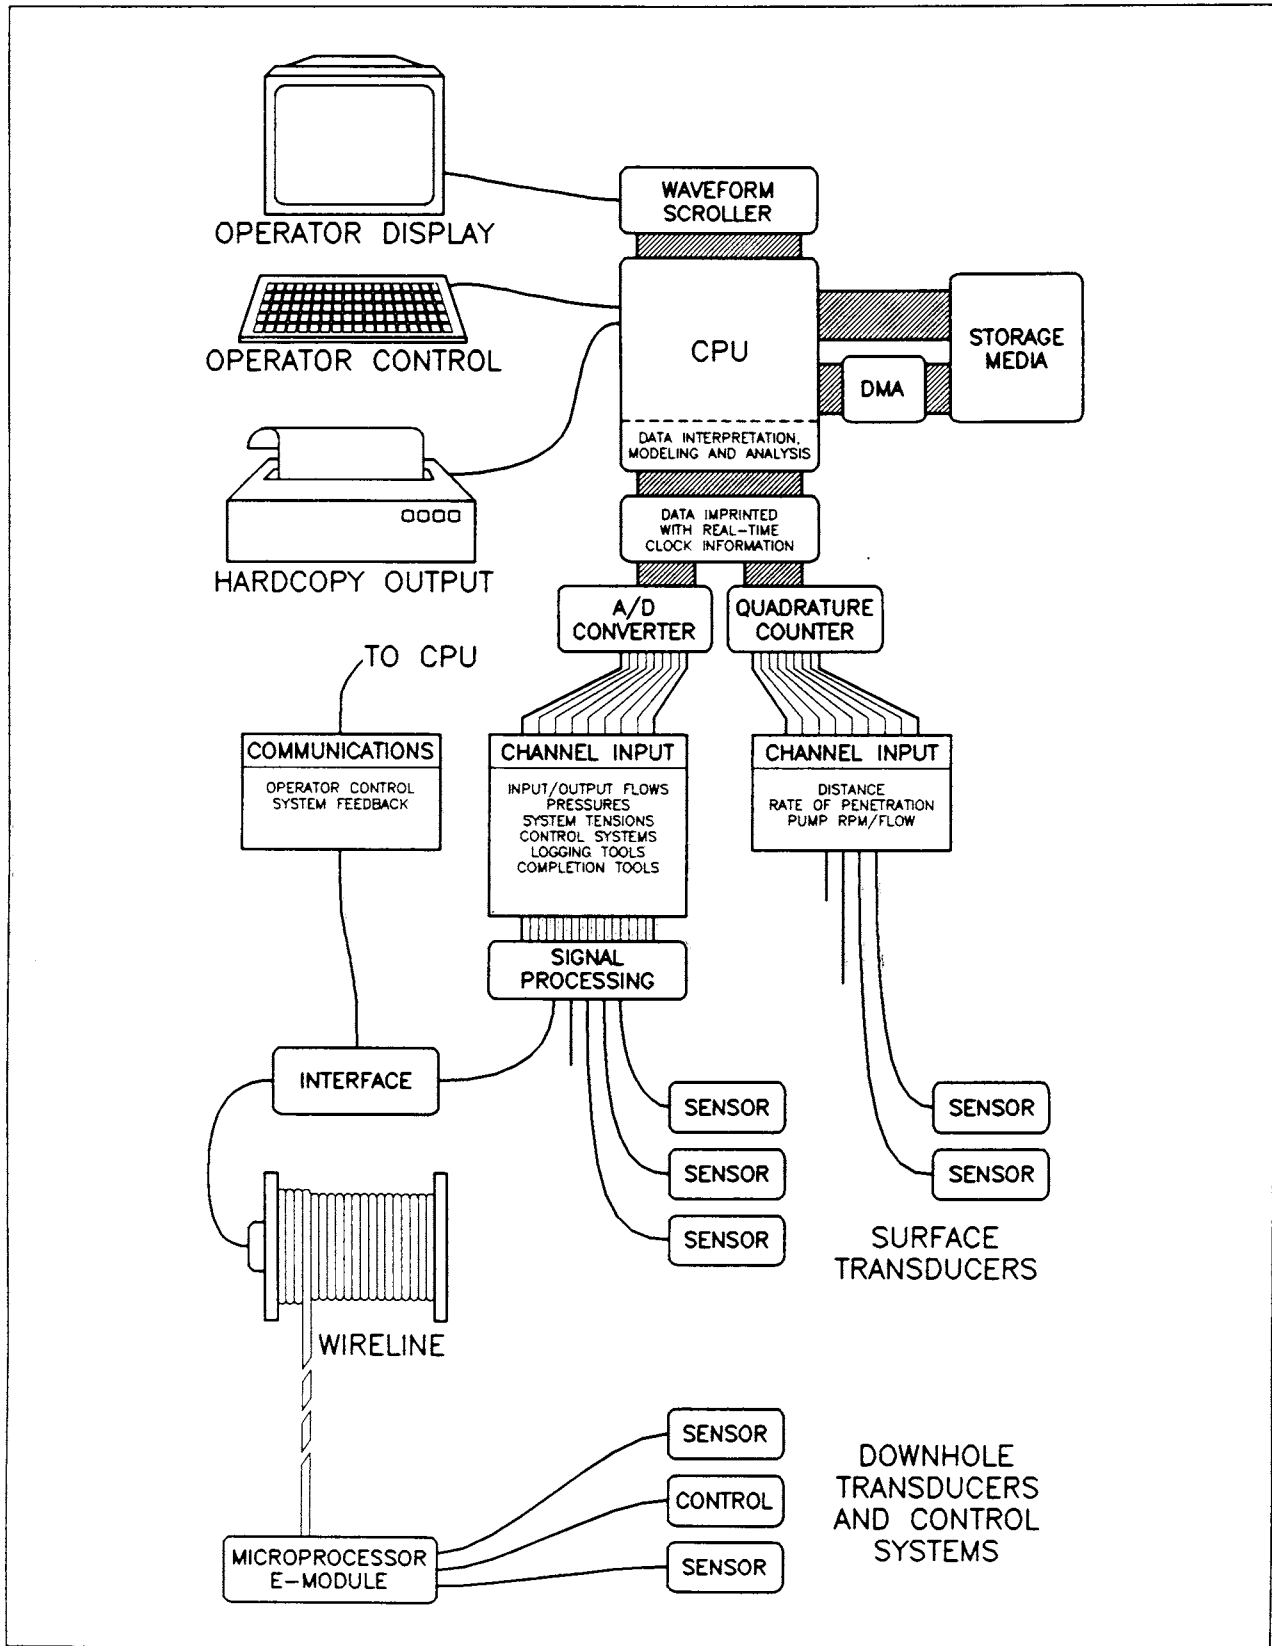 WAVEFORM
SCROLLER
OPERATOR DISPLAY
CPU
STORAGE
MEDIA
OPERATOR CONTROL
DMA
DATA INTERPRETATION,
MODELING AND ANALYSIS
DATA IMPRINTED
WITH REAL-TIME
CLOCK INFORMATION
HARDCOPY OUTPUT
A/D
CONVERTER
QUADRATURE
COUNTER
TO CPU
COMMUNICATIONS
OPERATOR CONTROL
SYSTEM FEEDBACK
CHANNEL INPUT
INPUT/OUTPUT FLOWS
PRESSURES
SYSTEM TENSIONS
CONTROL SYSTEMS
LOGGING TOOLS
COMPLETION TOOLS
CHANNEL INPUT
DISTANCE
RATE OF PENETRATION
PUMP RPM/FLOW
SIGNAL
PROCESSING
INTERFACE
SENSOR
SENSOR
SENSOR
SENSOR
SENSOR
SURFACE
TRANSDUCERS
WIRELINE
SENSOR
CONTROL
SENSOR
DOWNHOLE
TRANSDUCERS
AND CONTROL
SYSTEMS
MICROPROCESSOR
E-MODULE